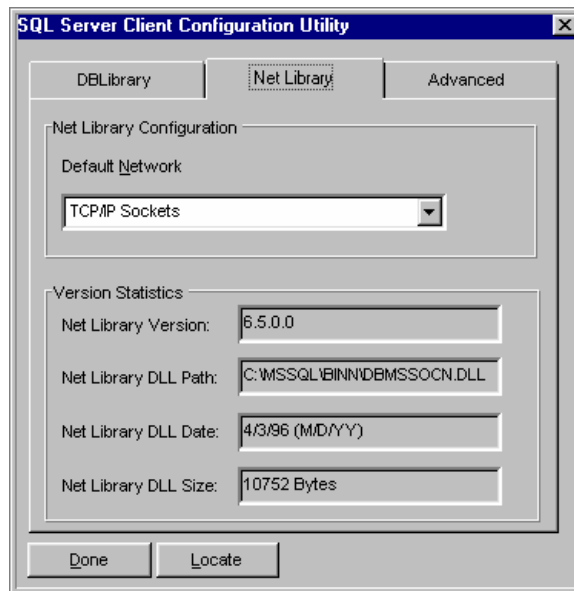 SQL Server Client Configuration Utility
DBLibrary
Net Library
Advanced
Net Library Configuration
Default Network
TCP/IP Sockets
Version Statistics
Net Library Version: 6.5.0.0
Net Library DLL Path: C:\MSSQL\BINN\DBMSSOCN.DLL
Net Library DLL Date: 4/3/96 (M/D/YY)
Net Library DLL Size: 10752 Bytes
Done
Locate